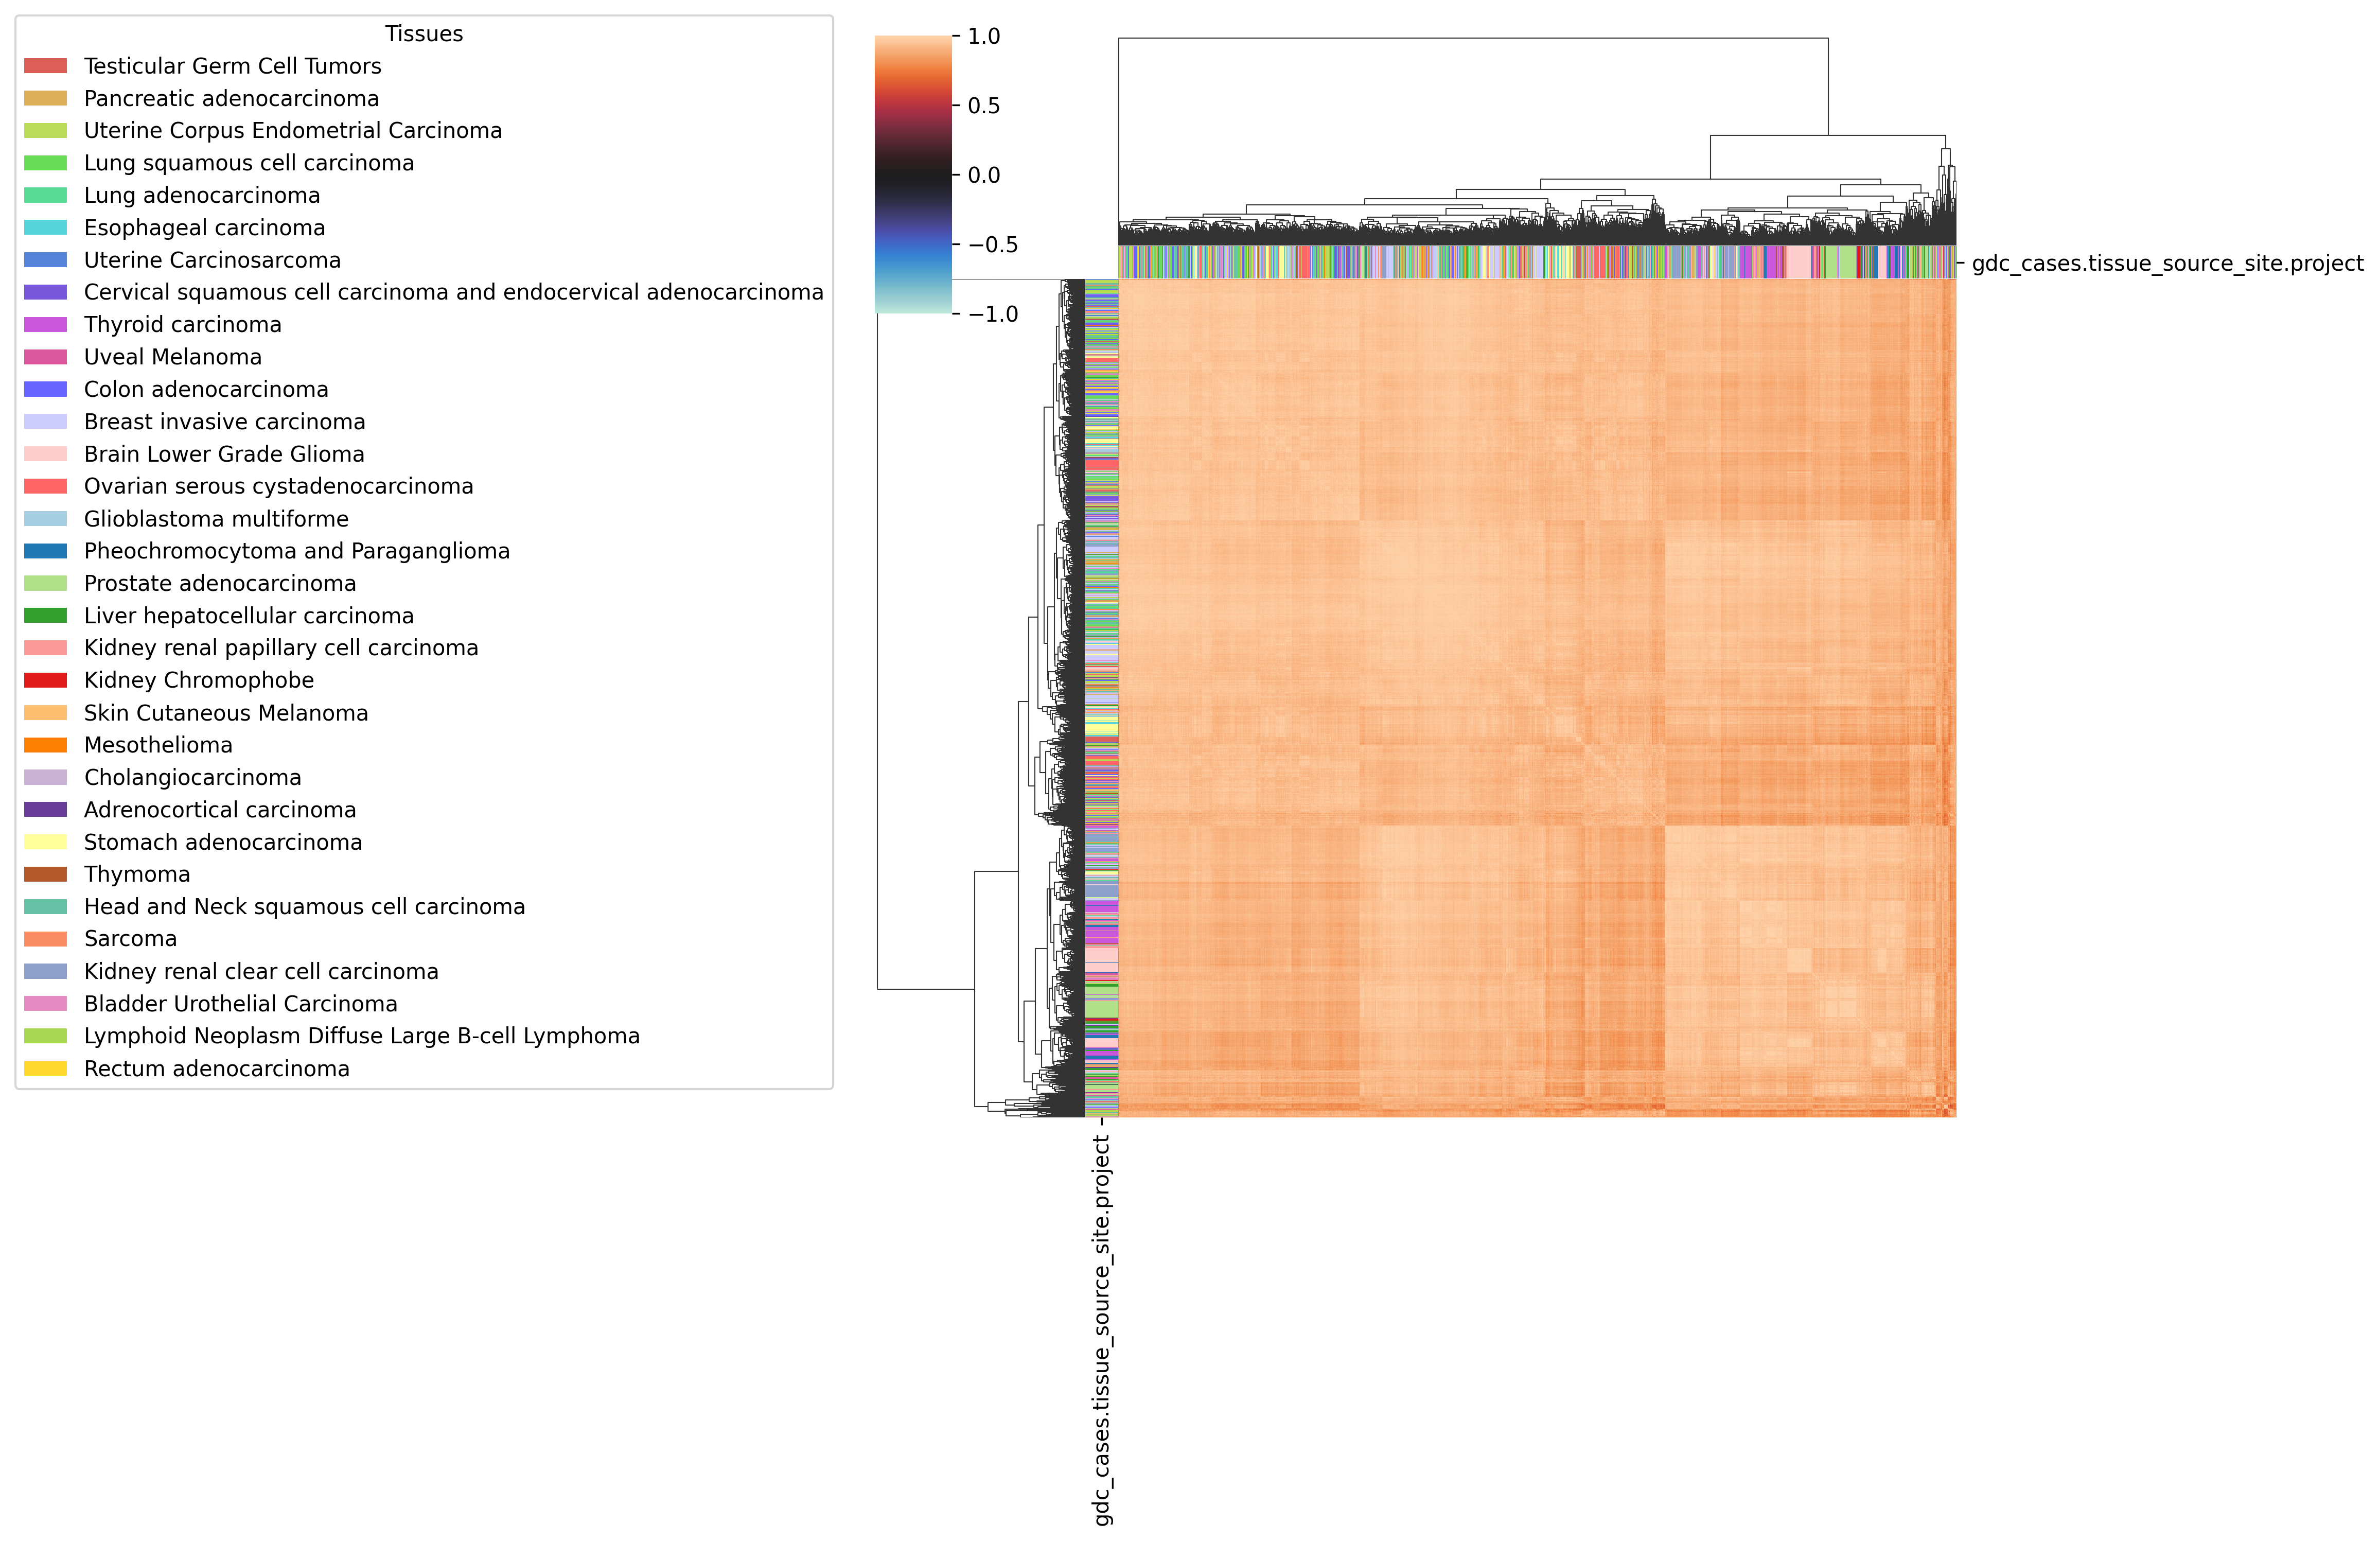 Tissues
Testicular Germ Cell Tumors
Pancreatic adenocarcinoma
Uterine Corpus Endometrial Carcinoma
Lung squamous cell carcinoma
Lung adenocarcinoma
Esophageal carcinoma
Uterine Carcinosarcoma
Cervical squamous cell carcinoma and endocervical adenocarcinoma
Thyroid carcinoma
Uveal Melanoma
Colon adenocarcinoma
Breast invasive carcinoma
Brain Lower Grade Glioma
Ovarian serous cystadenocarcinoma
Glioblastoma multiforme
Pheochromocytoma and Paraganglioma
Prostate adenocarcinoma
Liver hepatocellular carcinoma
Kidney renal papillary cell carcinoma
Kidney Chromophobe
Skin Cutaneous Melanoma
Mesothelioma
Cholangiocarcinoma
Adrenocortical carcinoma
Stomach adenocarcinoma
Thymoma
Head and Neck squamous cell carcinoma
Sarcoma
Kidney renal clear cell carcinoma
Bladder Urothelial Carcinoma
Lymphoid Neoplasm Diffuse Large B-cell Lymphoma
Rectum adenocarcinoma
1.0
0.5
0.0
−0.5
−1.0
gdc_cases.tissue_source_site.project
gdc_cases.tissue_source_site.project